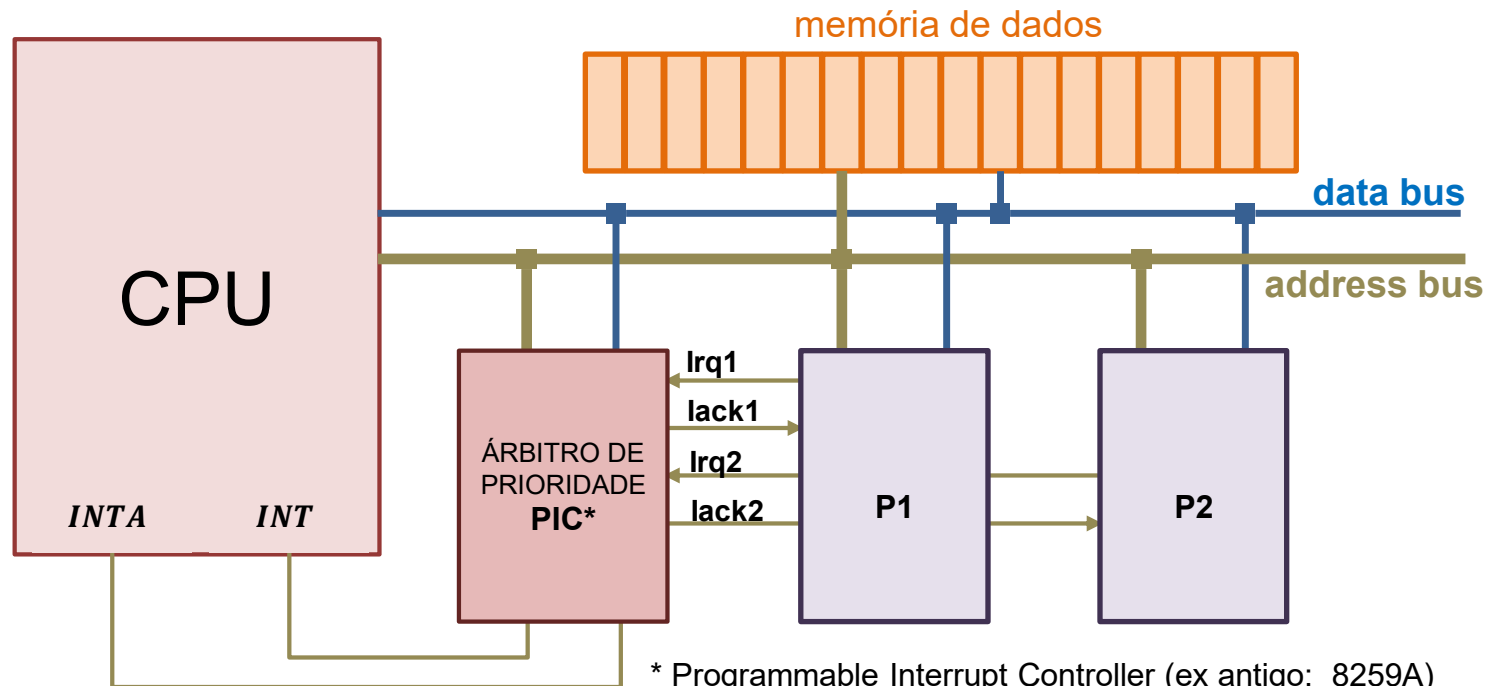 memória de dados
data bus
address bus
CPU
INTA
INT
ÁRBITRO DE
PRIORIDADE
PIC*
Irq1
Iack1
Irq2
Iack2
P1
P2
* Programmable Interrupt Controller (ex antigo: 8259A)